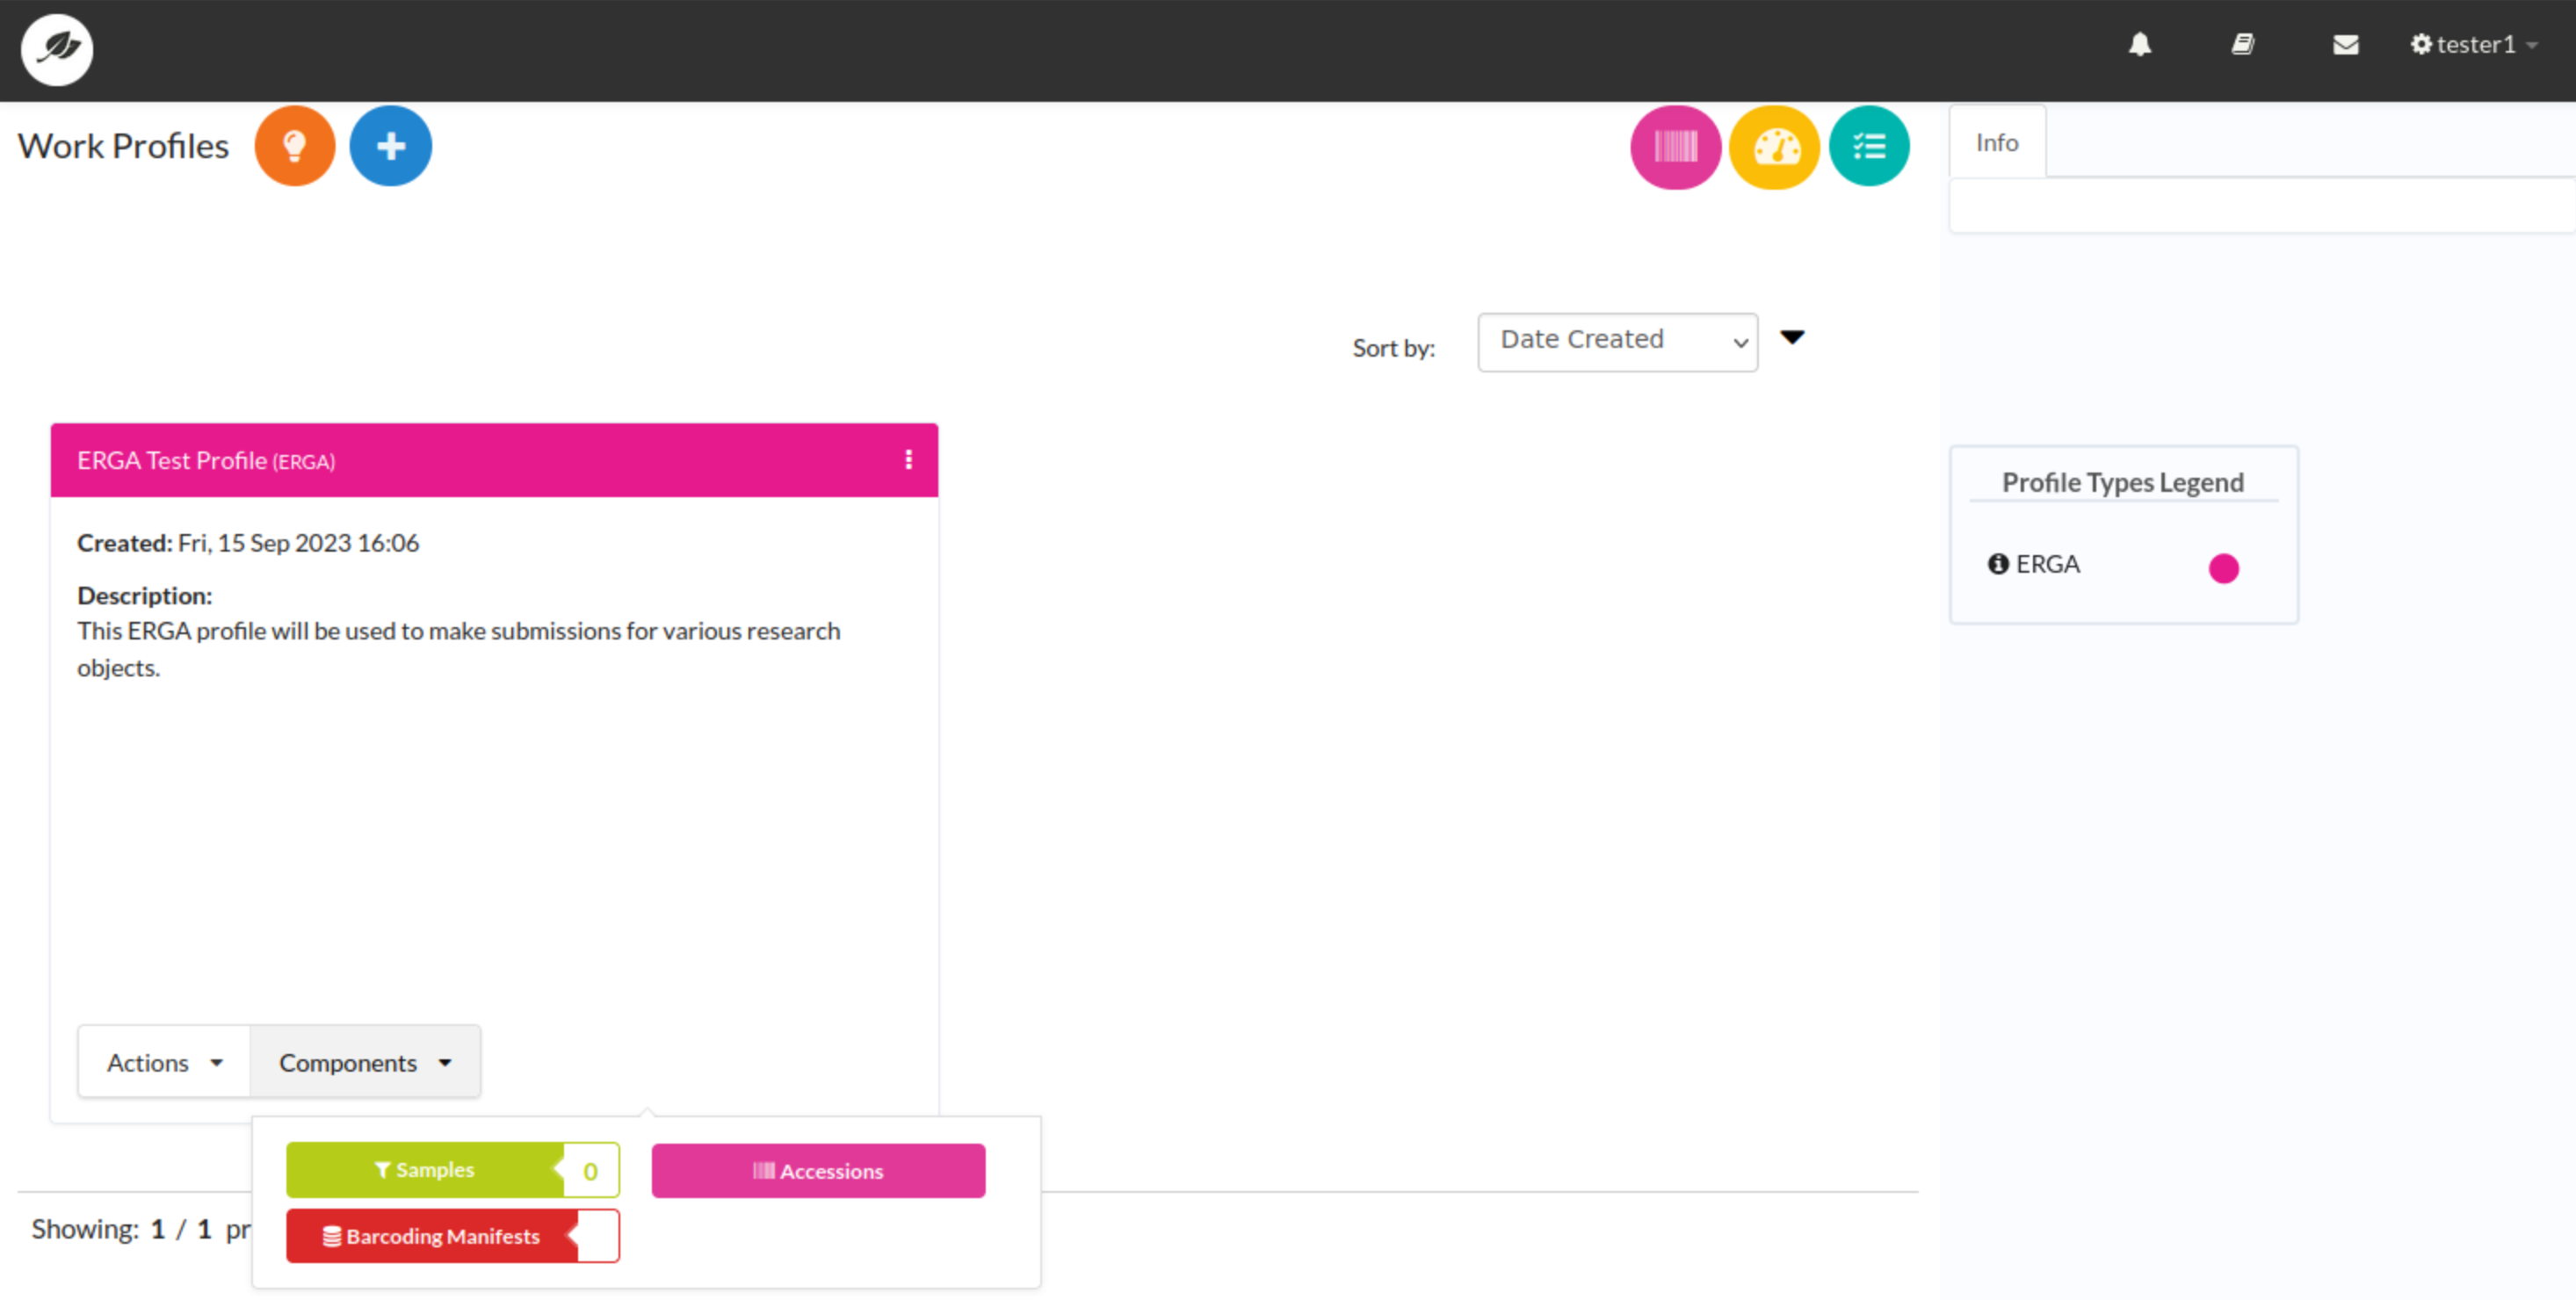 tester1
Work Profiles
Info
Sort by: Date Created
ERGA Test Profile (ERGA)
Profile Types Legend
ERGA
Created: Fri, 15 Sep 2023 16:06
Description:
This ERGA profile will be used to make submissions for various research
objects.
Actions Components
Samples 0 Accessions
Barcoding Manifests
Showing: 1 / 1 pr